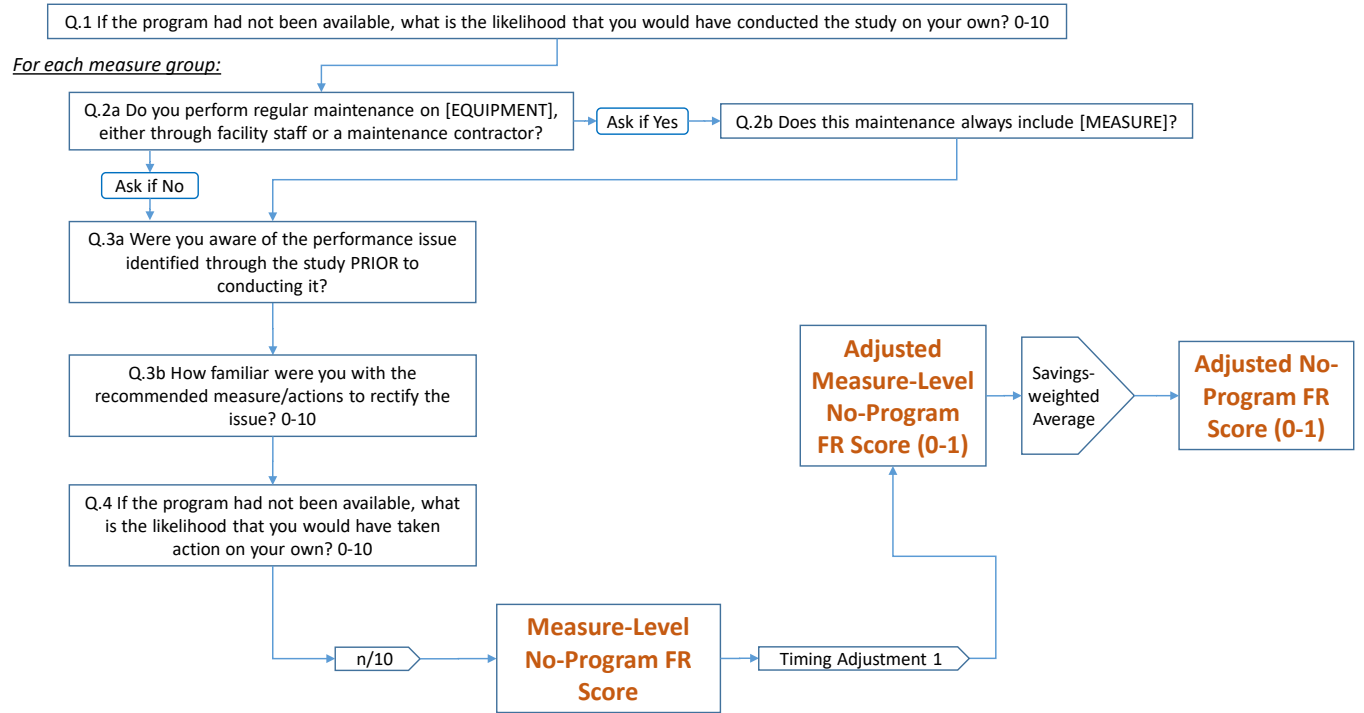 Q.1 If the program had not been available, what is the likelihood that you would have conducted the study on your own? 0-10
For each measure group:
Q.2a Do you perform regular maintenance on [EQUIPMENT],
either through facility staff or a maintenance contractor?
Ask if Yes
Q.2b Does this maintenance always include [MEASURE]?
Ask if No
Q.3a Were you aware of the performance issue
identified through the study PRIOR to
conducting it?
Q.3b How familiar were you with the
recommended measure/actions to rectify the
issue? 0-10
Q.4 If the program had not been available, what
is the likelihood that you would have taken
action on your own? 0-10
n/10
Measure-Level
No-Program FR
Score
Timing Adjustment 1
Adjusted
Measure-Level
No-Program
FR Score (0-1)
Savings-
weighted
Average
Adjusted No-
Program FR
Score (0-1)